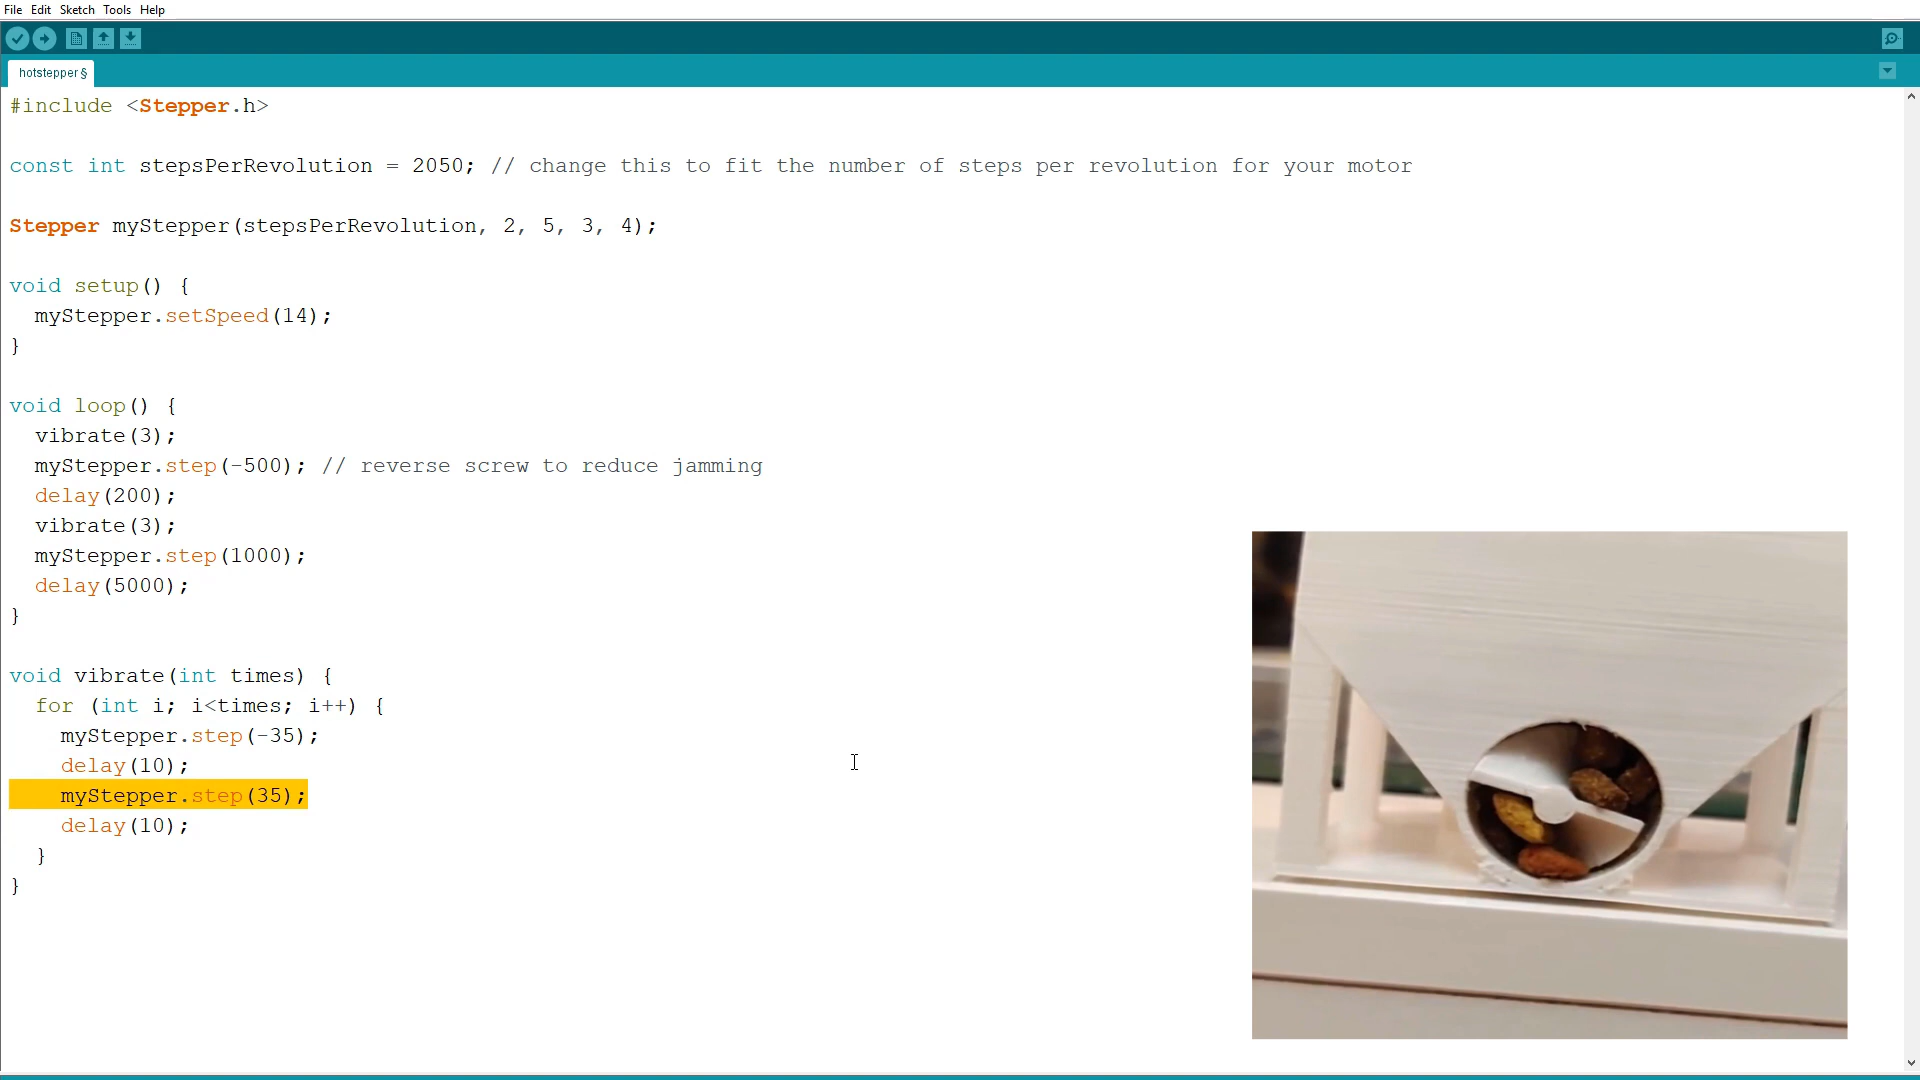 File Edit Sketch Tools Help
hotstepper §
#include <Stepper.h>
const int stepsPerRevolution = 2050; // change this to fit the number of steps per revolution for your motor
Stepper myStepper(stepsPerRevolution, 2, 5, 3, 4);
void setup() {
  myStepper.setSpeed(14);
}
void loop() {
  vibrate(3);
  myStepper.step(-500); // reverse screw to reduce jamming
  delay(200);
  vibrate(3);
  myStepper.step(1000);
  delay(5000);
}
void vibrate(int times) {
  for (int i; i<times; i++) {
    myStepper.step(-35);
    delay(10);
    myStepper.step(35);
    delay(10);
  }
}